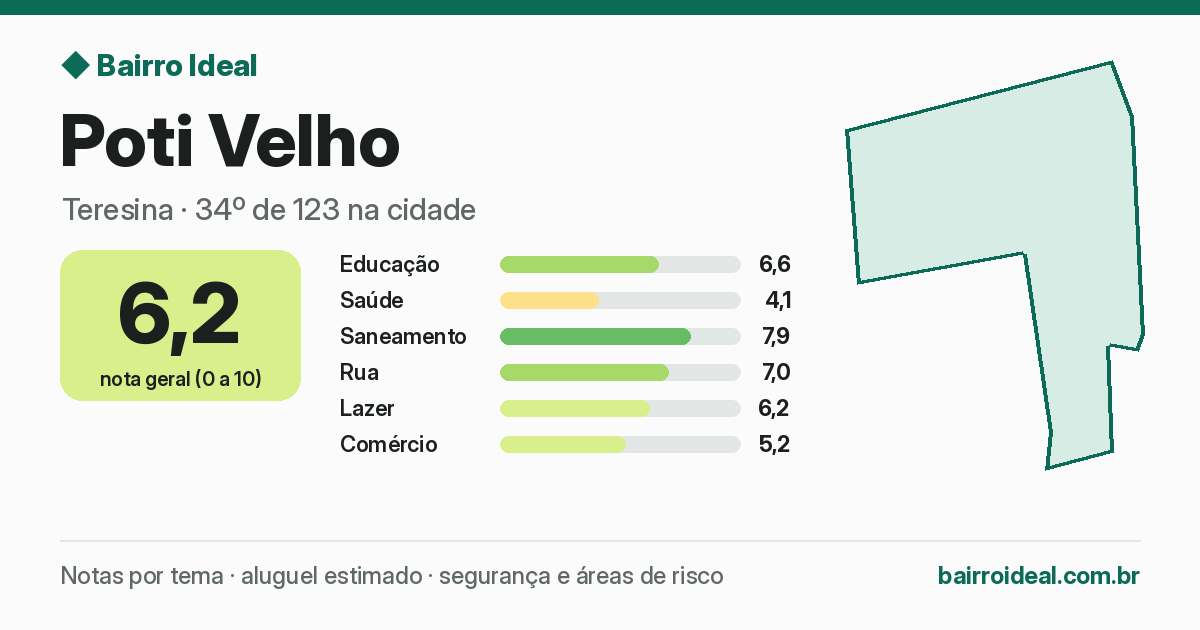 Bairro Ideal
Poti Velho
Teresina · 34º de 123 na cidade
6,2
nota geral (0 a 10)
Educação 6,6
Saúde 4,1
Saneamento 7,9
Rua 7,0
Lazer 6,2
Comércio 5,2
Notas por tema · aluguel estimado · segurança e áreas de risco
bairroideal.com.br